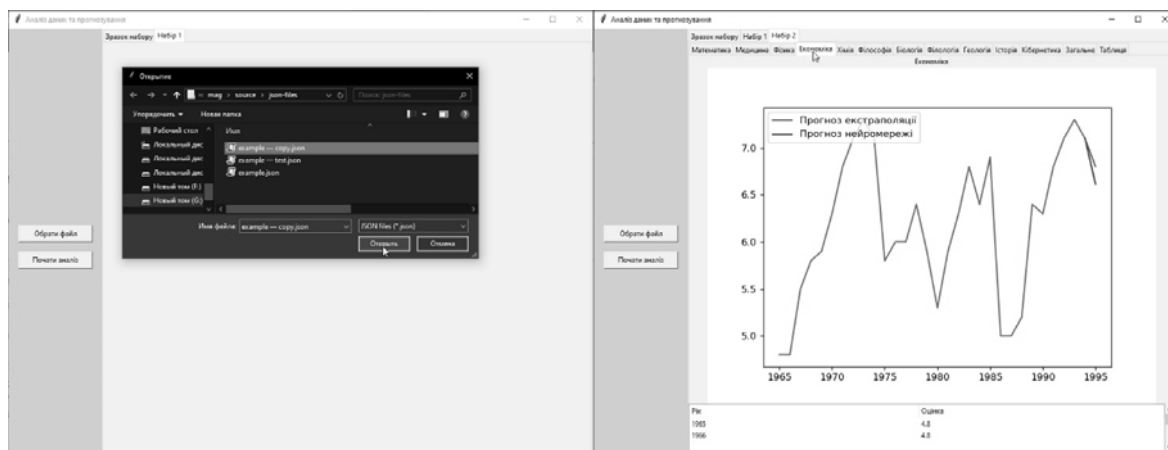 Аналіз даних та прогнозування
Зразок набору Набір 1
Открытие
mag › source › json-files
Поиск: json-files
Упорядочить
Новая папка
Рабочий стол
Локальный дис
Локальный дис
Локальный дис
Новый том (F:)
Новый том (G:)
Имя
example — copy.json
example — test.json
example.json
Имя файла: example — copy.json
JSON files (*.json)
Открыть
Отмена
Обрати файл
Почати аналіз
Аналіз даних та прогнозування
Зразок набору Набір 1 Набір 2
Математика Медицина Фізика Економіка Хімія Філософія Біологія Філологія Геологія Історія Кібернетика Загальне Таблиця
Економіка
Обрати файл
Почати аналіз
Прогноз екстраполяції
Прогноз нейромережі
7.0
6.5
6.0
5.5
5.0
1965 1970 1975 1980 1985 1990 1995
Рік Оцінка
1965 4.8
1966 4.8